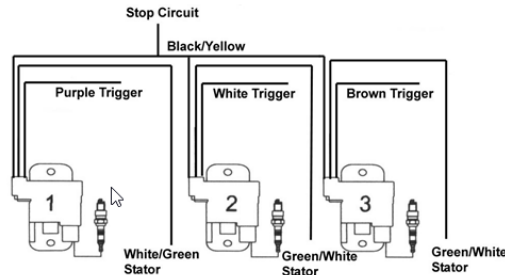 Stop Circuit
Black/Yellow
Purple Trigger
White Trigger
Brown Trigger
1
2
3
White/Green
Stator
Green/White
Stator
Green/White
Stator